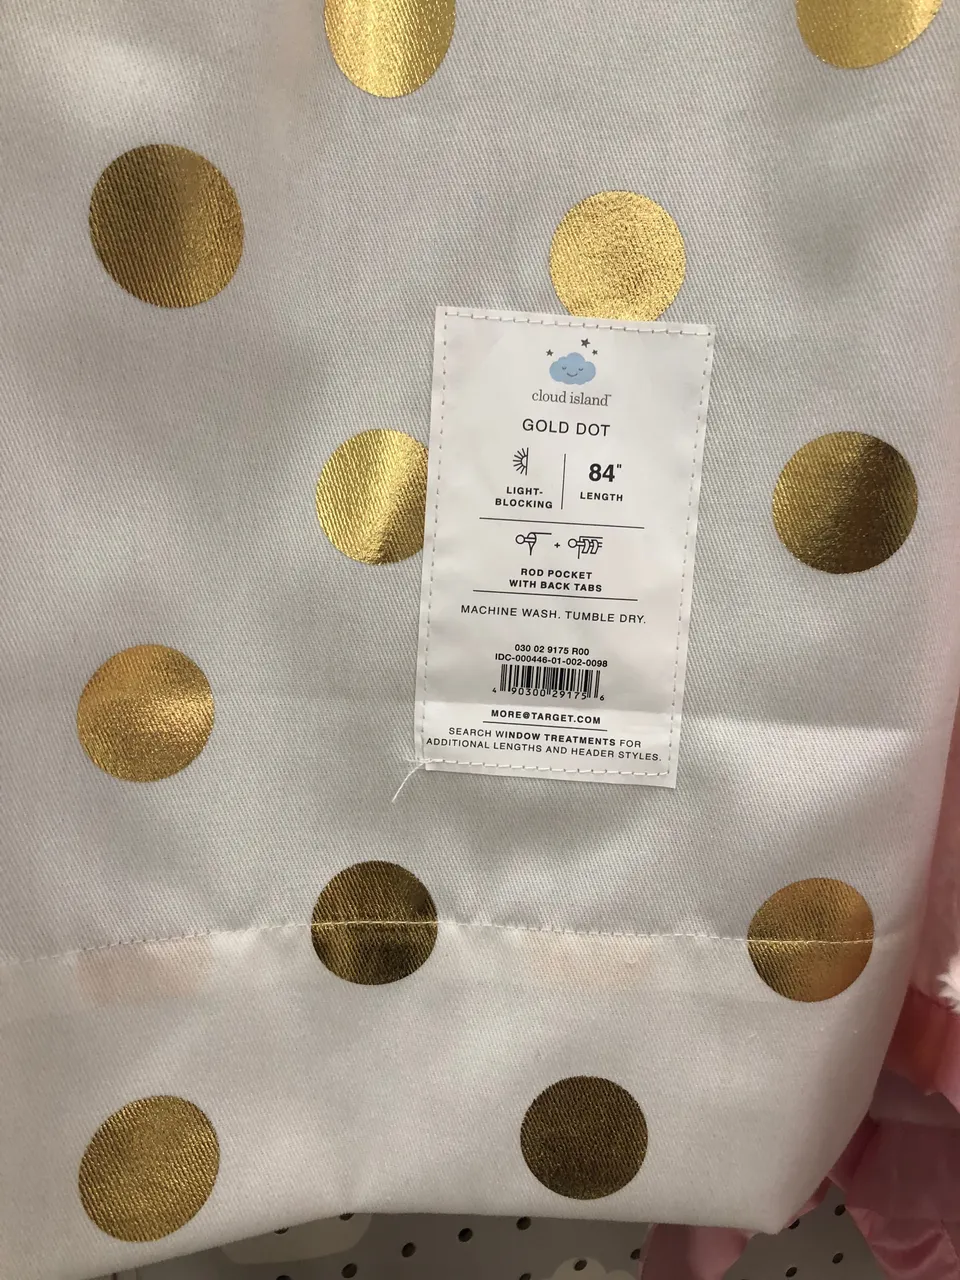 cloud island™
GOLD DOT
LIGHT-
BLOCKING
84"
LENGTH
+
ROD POCKET
WITH BACK TABS
MACHINE WASH. TUMBLE DRY.
030 02 9175 R00
IDC-000446-01-002-0098
4 90300 29175 6
MORE@TARGET.COM
SEARCH WINDOW TREATMENTS FOR
ADDITIONAL LENGTHS AND HEADER STYLES.